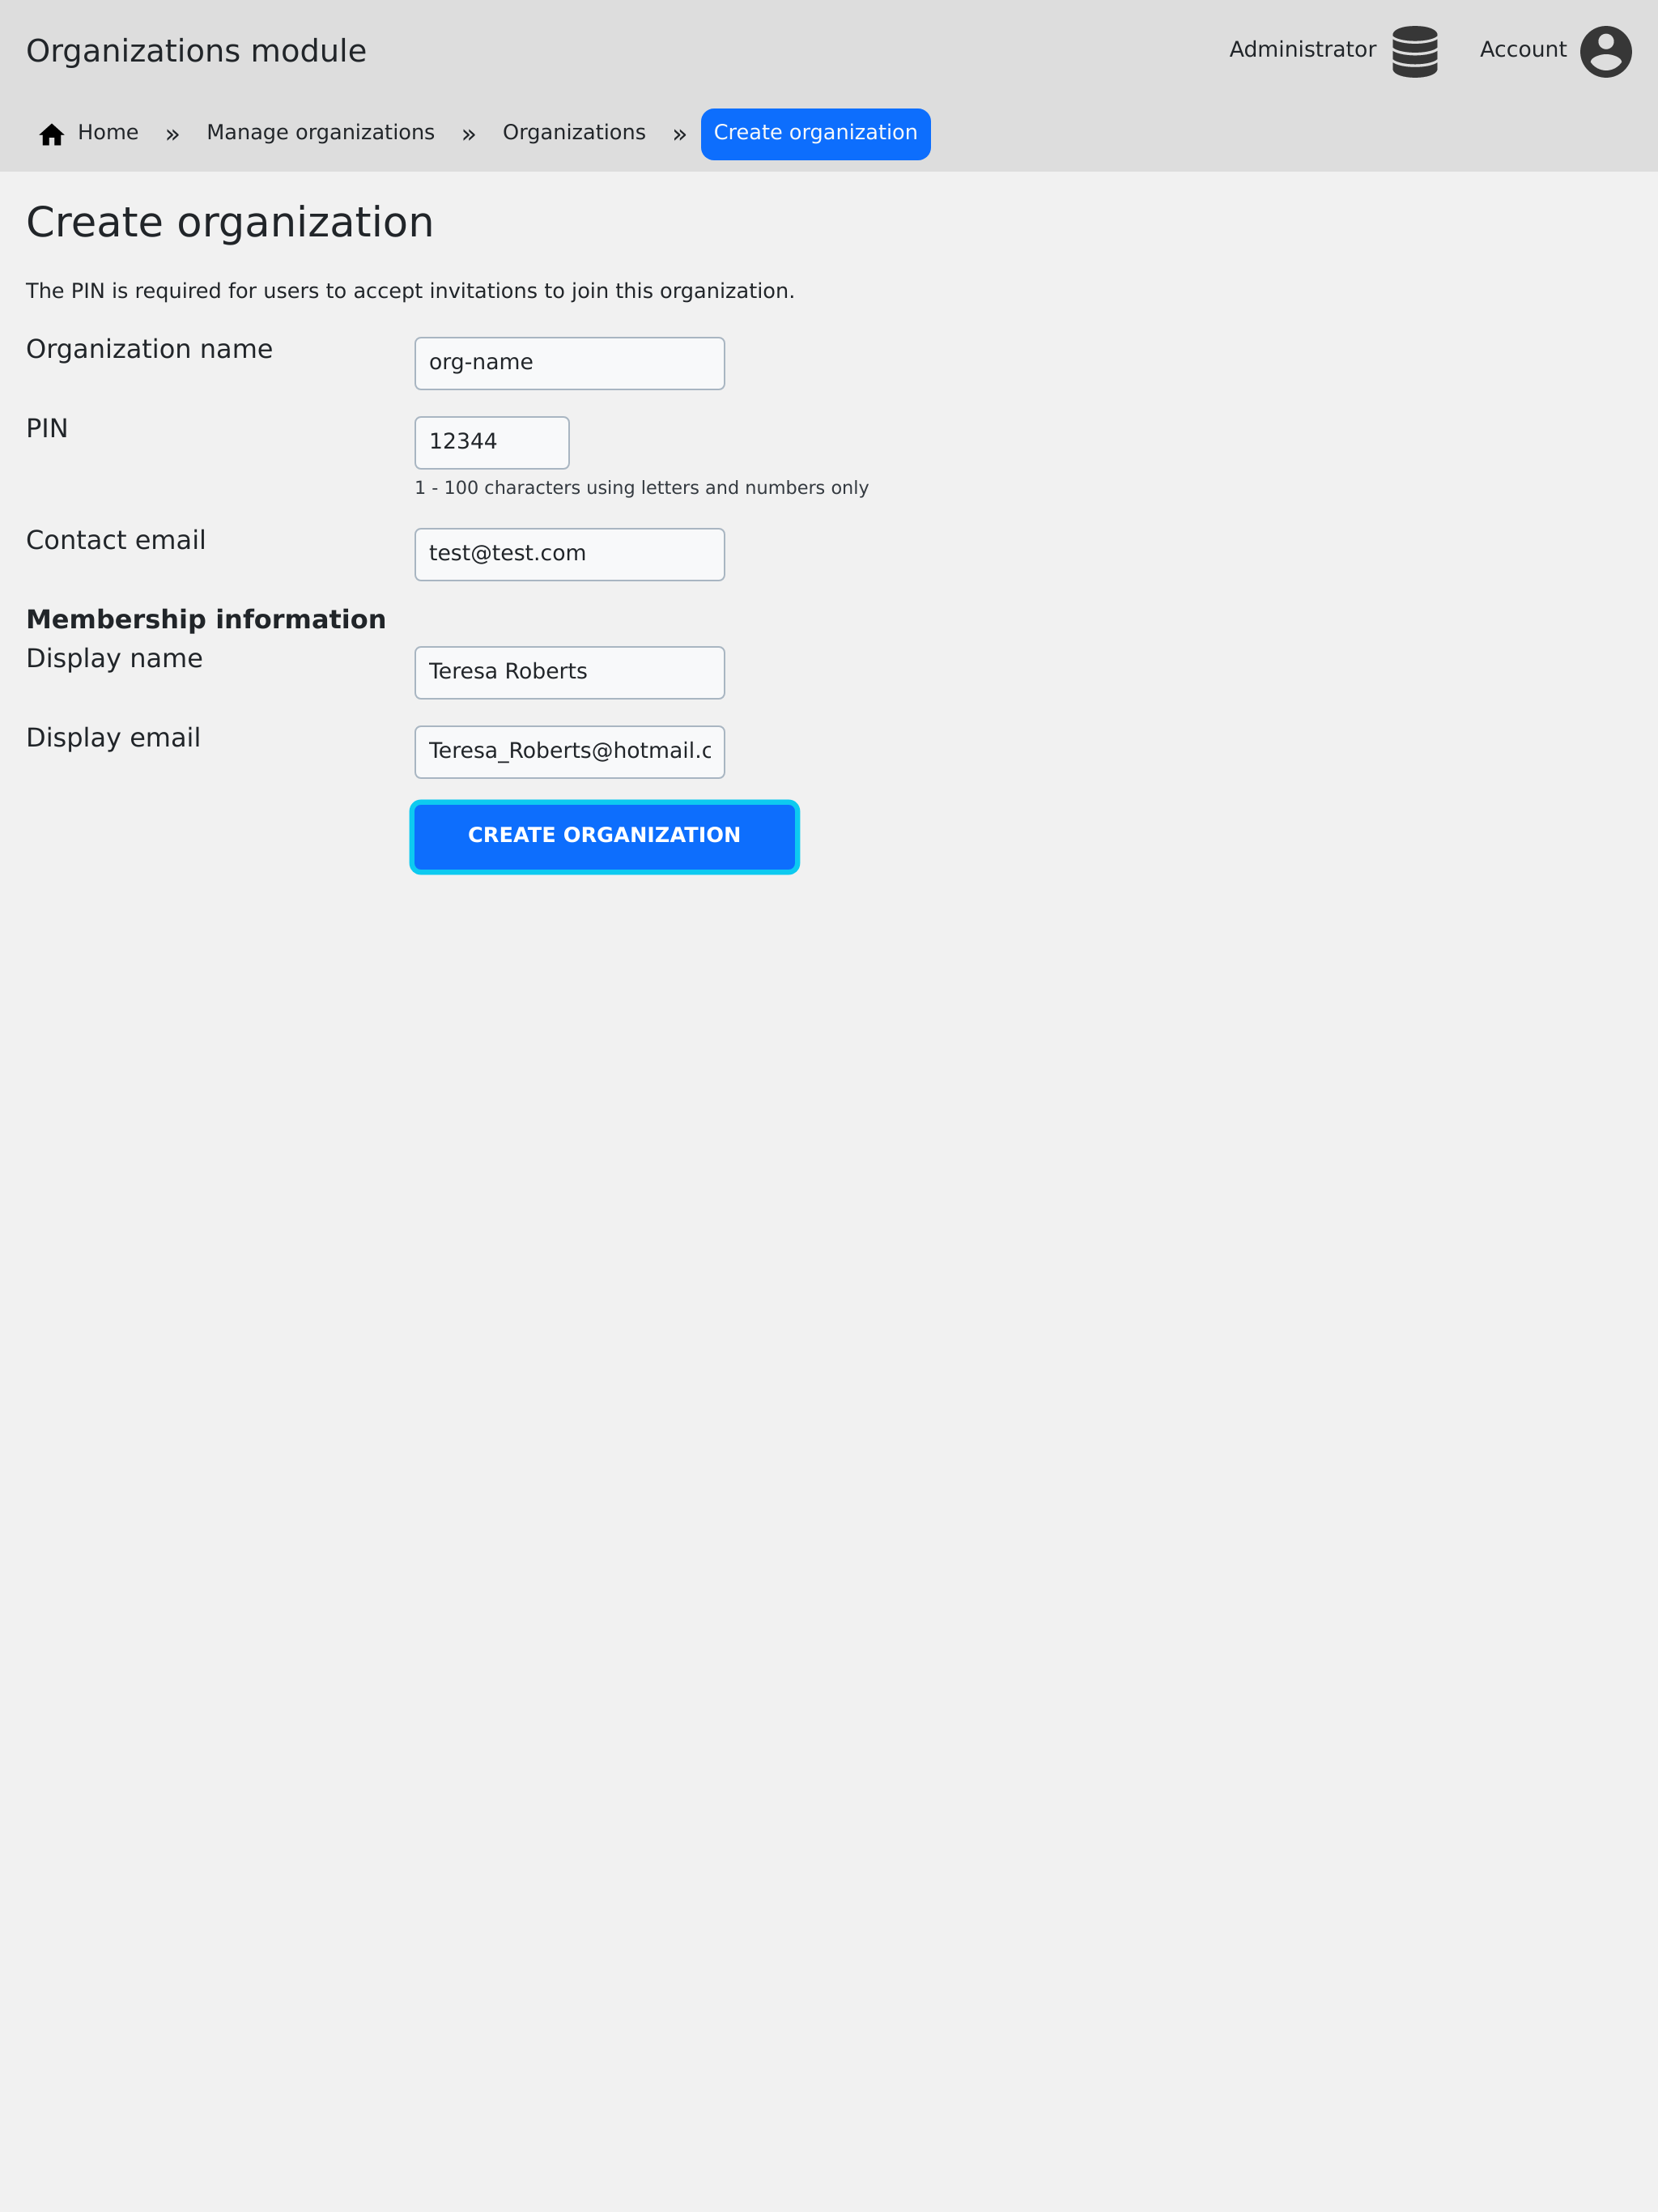 Organizations module
Administrator
Account
Home » Manage organizations » Organizations » Create organization
Create organization
The PIN is required for users to accept invitations to join this organization.
Organization name
org-name
PIN
12344
1 - 100 characters using letters and numbers only
Contact email
test@test.com
Membership information
Display name
Teresa Roberts
Display email
Teresa_Roberts@hotmail.c
CREATE ORGANIZATION